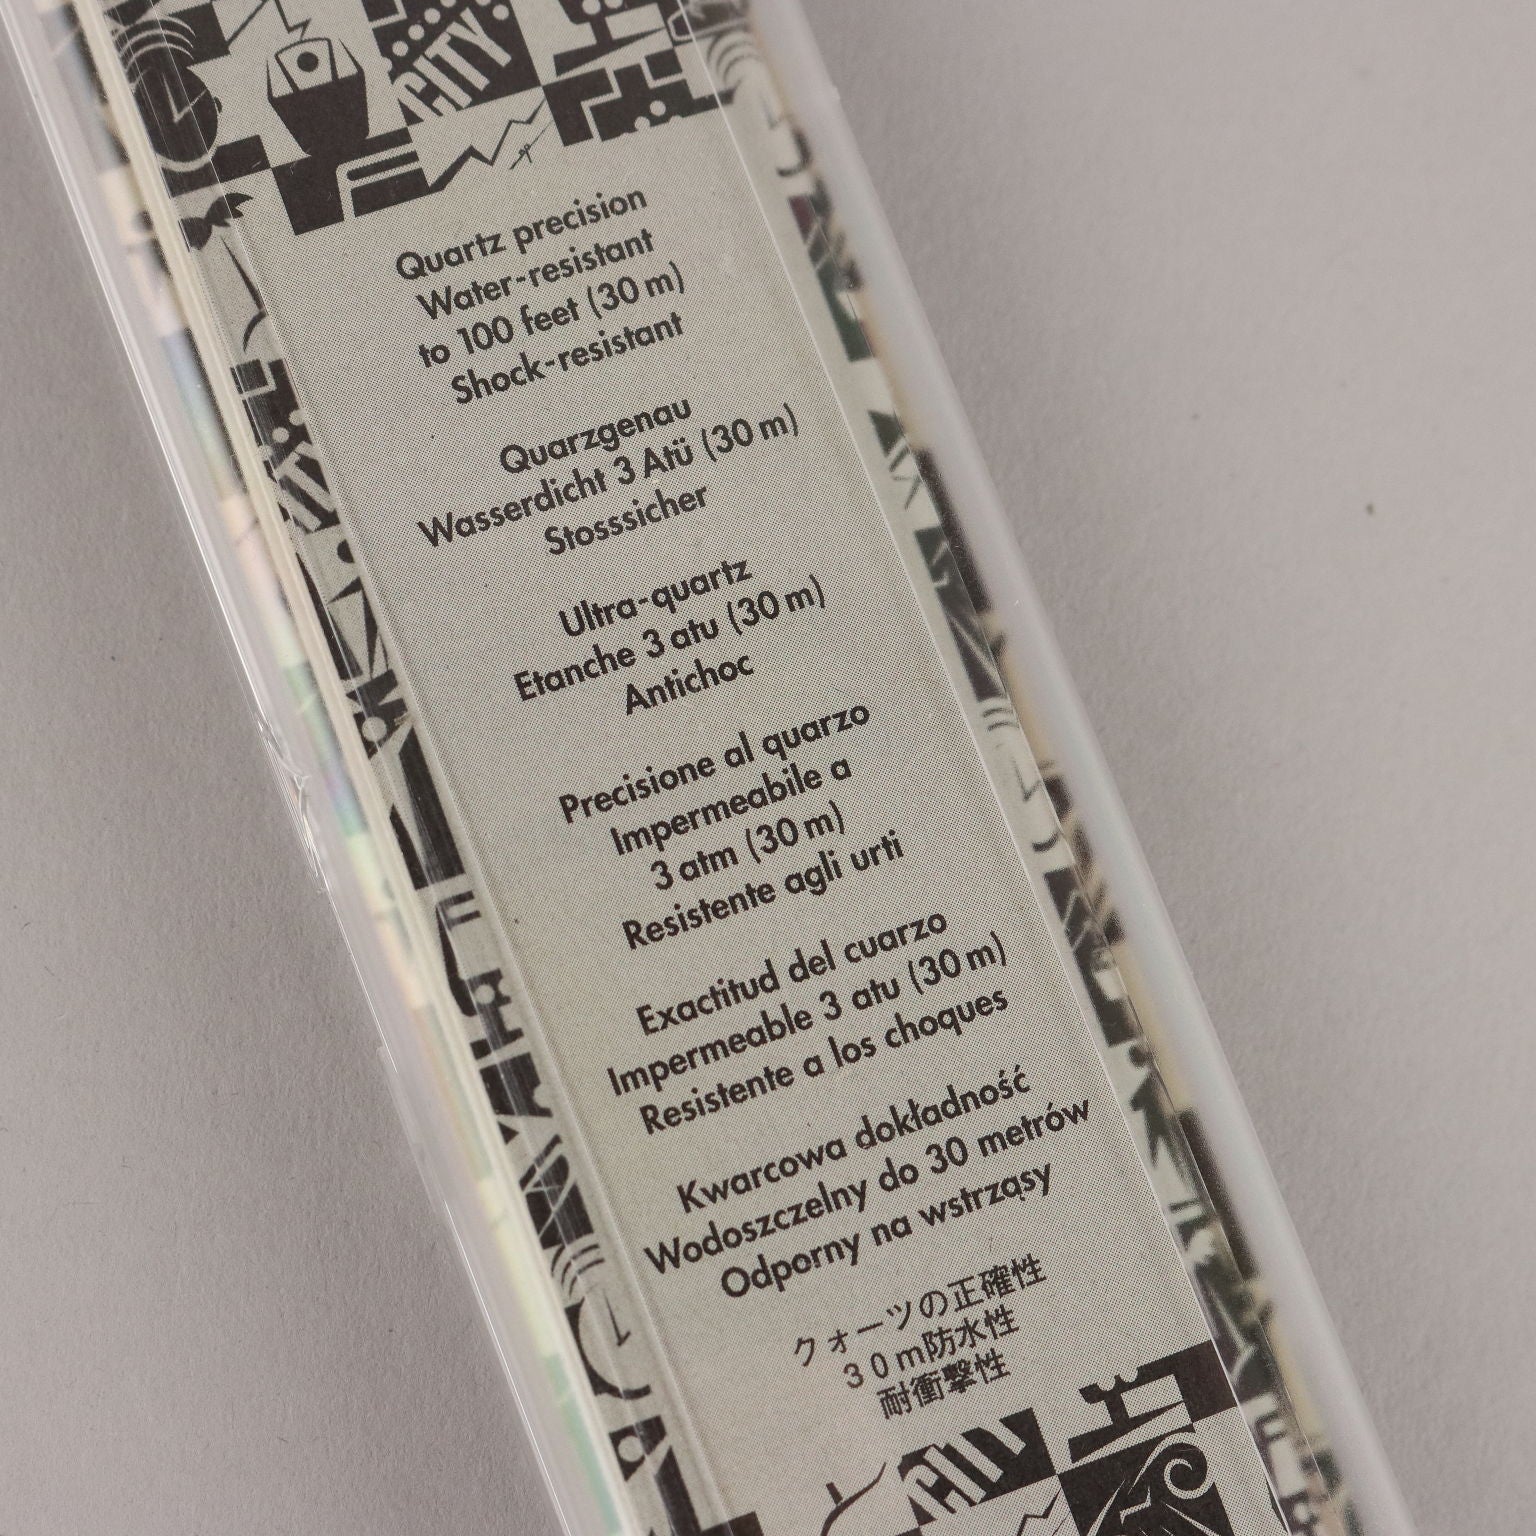 CITY
Quartz precision
Water-resistant
to 100 feet (30 m)
Shock-resistant
Quarzgenau
Wasserdicht 3 Atü (30 m)
Stosssicher
Ultra-quartz
Etanche 3 atu (30 m)
Antichoc
Precisione al quarzo
Impermeabile a
3 atm (30 m)
Resistente agli urti
Exactitud del cuarzo
Impermeable 3 atu (30 m)
Resistente a los choques
Kwarcowa dokładność
Wodoszczelny do 30 metrów
Odporny na wstrząsy
クォーツの正確性
30m防水性
耐衝撃性